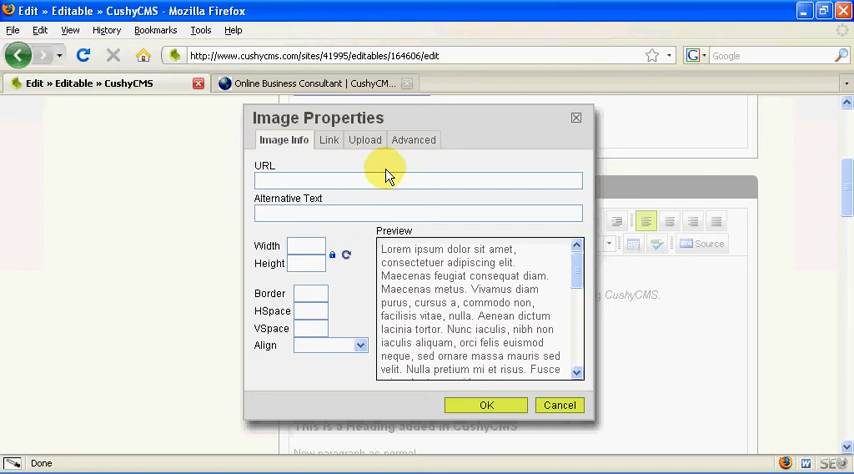 Edit » Editable » CushyCMS - Mozilla Firefox
File Edit View History Bookmarks Tools Help
http://www.cushycms.com/sites/41995/editables/164606/edit
Google
Edit » Editable » CushyCMS
Online Business Consultant | CushyCM...
Image Properties
Image Info Link Upload Advanced
URL
Alternative Text
Preview
Width
Height
Border
HSpace
VSpace
Align
Lorem ipsum dolor sit amet,
consectetuer adipiscing elit.
Maecenas feugiat consequat diam.
Maecenas metus. Vivamus diam
purus, cursus a, commodo non,
facilisis vitae, nulla. Aenean dictum
lacinia tortor. Nunc iaculis, nibh non
iaculis aliquam, orci felis euismod
neque, sed ornare massa mauris sed
velit. Nulla pretium mi et risus. Fusce
OK Cancel
Source
CushyCMS.
This is a Heading added in CushyCMS
New paragraph as normal
Done
SEO